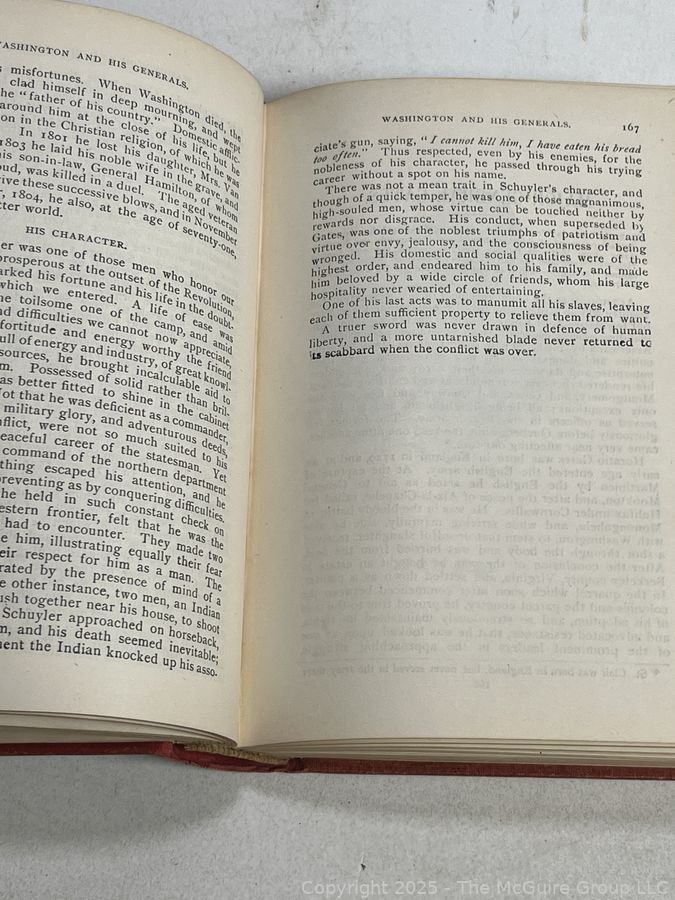 WASHINGTON AND HIS GENERALS.
misfortunes. When Washington died, the
clad himself in deep mourning, and wept
he "father of his country." Domestic afflic-
around him at the close of his life, but he
on in the Christian religion, of which he was
In 1801 he lost his daughter, Mrs. Van
1803 he laid his noble wife in the grave, and
his son-in-law, General Hamilton, of whom
oud, was killed in a duel. The aged veteran
ive these successive blows, and in November
1804, he also, at the age of seventy-one,
tter world.
HIS CHARACTER.
er was one of those men who honor our
prosperous at the outset of the Revolution,
arked his fortune and his life in the doubt-
which we entered. A life of ease was
he toilsome one of the camp, and amid
nd difficulties we cannot now appreciate,
fortitude and energy worthy the friend
ull of energy and industry, of great knowl-
sources, he brought incalculable aid to
m. Possessed of solid rather than bril-
as better fitted to shine in the cabinet
Not that he was deficient as a commander,
military glory, and adventurous deeds,
flict, were not so much suited to his
peaceful career of the statesman. Yet
command of the northern department
thing escaped his attention, and he
preventing as by conquering difficulties.
he held in such constant check on
estern frontier, felt that he was the
had to encounter. They made two
e him, illustrating equally their fear
eir respect for him as a man. The
rated by the presence of mind of a
e other instance, two men, an Indian
ush together near his house, to shoot
Schuyler approached on horseback,
m, and his death seemed inevitable;
ment the Indian knocked up his asso-
WASHINGTON AND HIS GENERALS. 167
ciate's gun, saying, "I cannot kill him, I have eaten his bread
too often." Thus respected, even by his enemies, for the
nobleness of his character, he passed through his trying
career without a spot on his name.
There was not a mean trait in Schuyler's character, and
though of a quick temper, he was one of those magnanimous,
high-souled men, whose virtue can be touched neither by
rewards nor disgrace. His conduct, when superseded by
Gates, was one of the noblest triumphs of patriotism and
virtue over envy, jealousy, and the consciousness of being
wronged. His domestic and social qualities were of the
highest order, and endeared him to his family, and made
him beloved by a wide circle of friends, whom his large
hospitality never wearied of entertaining.
One of his last acts was to manumit all his slaves, leaving
each of them sufficient property to relieve them from want.
A truer sword was never drawn in defence of human
liberty, and a more untarnished blade never returned to
its scabbard when the conflict was over.
Copyright 2025 - The McGuire Group LLC